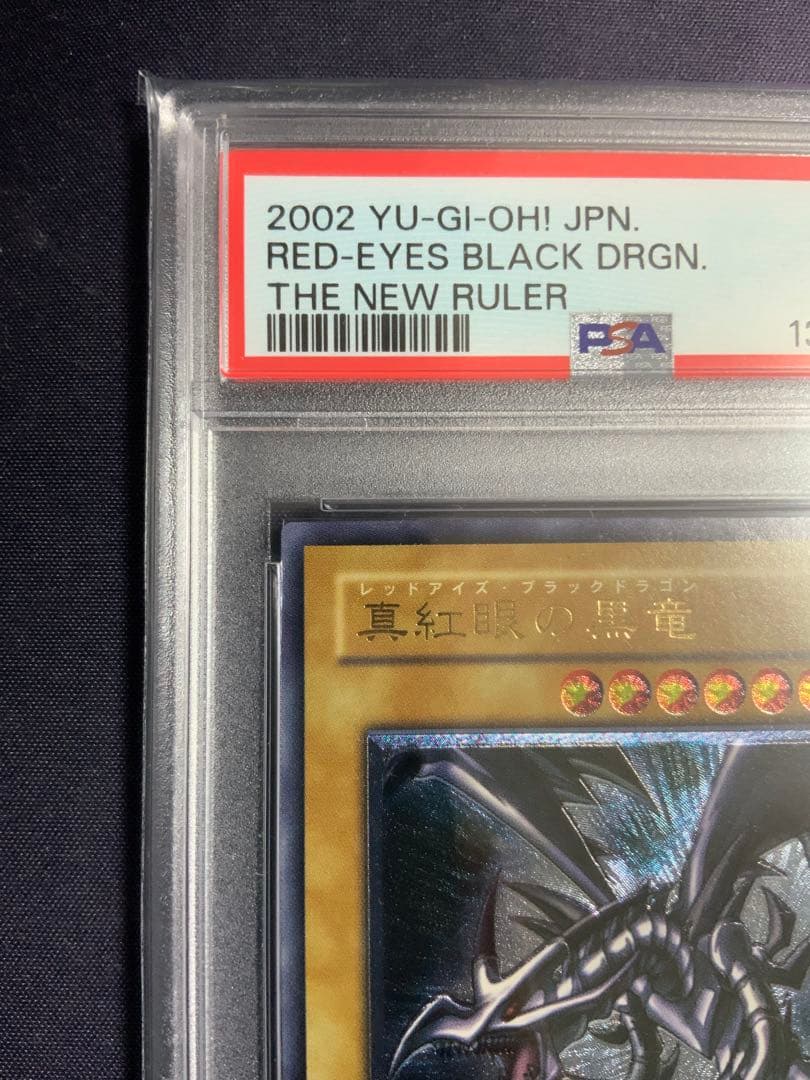 2002 YU-GI-OH! JPN.
RED-EYES BLACK DRGN.
THE NEW RULER
PSA
13
レッドアイズ・ブラックドラゴン
真紅眼の黒竜